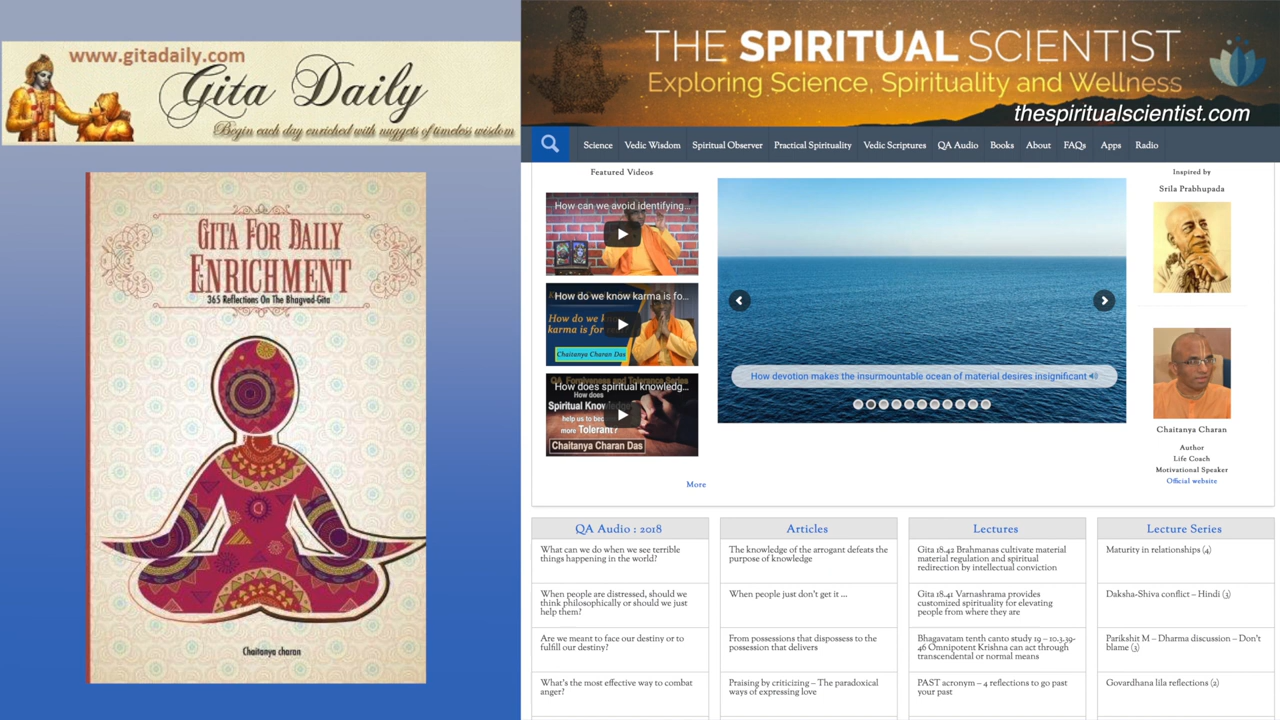 www.gitadaily.com
Gita Daily
Begin each day enriched with nuggets of timeless wisdom
GITA FOR DAILY
ENRICHMENT
365 Reflections On The Bhagvad-Gita
Chaitanya charan
THE SPIRITUAL SCIENTIST
Exploring Science, Spirituality and Wellness
thespiritualscientist.com
Science Vedic Wisdom Spiritual Observer Practical Spirituality Vedic Scriptures QA Audio Books About FAQs Apps Radio
Featured Videos
How can we avoid identifying...
How do we know karma is fo...
How do we k
karma is for re
Chaitanya Charan Das
QA. Forgiveness and Tolerance Series
How does spiritual knowledg...
How does
Spiritual Know
help us to be
more Tolerant?
Chaitanya Charan Das
More
How devotion makes the insurmountable ocean of material desires insignificant
Inspired by
Srila Prabhupada
Chaitanya Charan
Author
Life Coach
Motivational Speaker
Official website
QA Audio : 2018
What can we do when we see terrible
things happening in the world?
When people are distressed, should we
think philosophically or should we just
help them?
Are we meant to face our destiny or to
fulfill our destiny?
What's the most effective way to combat
anger?
Articles
The knowledge of the arrogant defeats the
purpose of knowledge
When people just don't get it ...
From possessions that dispossess to the
possession that delivers
Praising by criticizing – The paradoxical
ways of expressing love
Lectures
Gita 18.42 Brahmanas cultivate material
material regulation and spiritual
redirection by intellectual conviction
Gita 18.41 Varnashrama provides
customized spirituality for elevating
people from where they are
Bhagavatam tenth canto study 19 – 10.3.39-
46 Omnipotent Krishna can act through
transcendental or normal means
PAST acronym – 4 reflections to go past
your past
Lecture Series
Maturity in relationships (4)
Daksha-Shiva conflict – Hindi (3)
Parikshit M – Dharma discussion – Don't
blame (3)
Govardhana lila reflections (2)